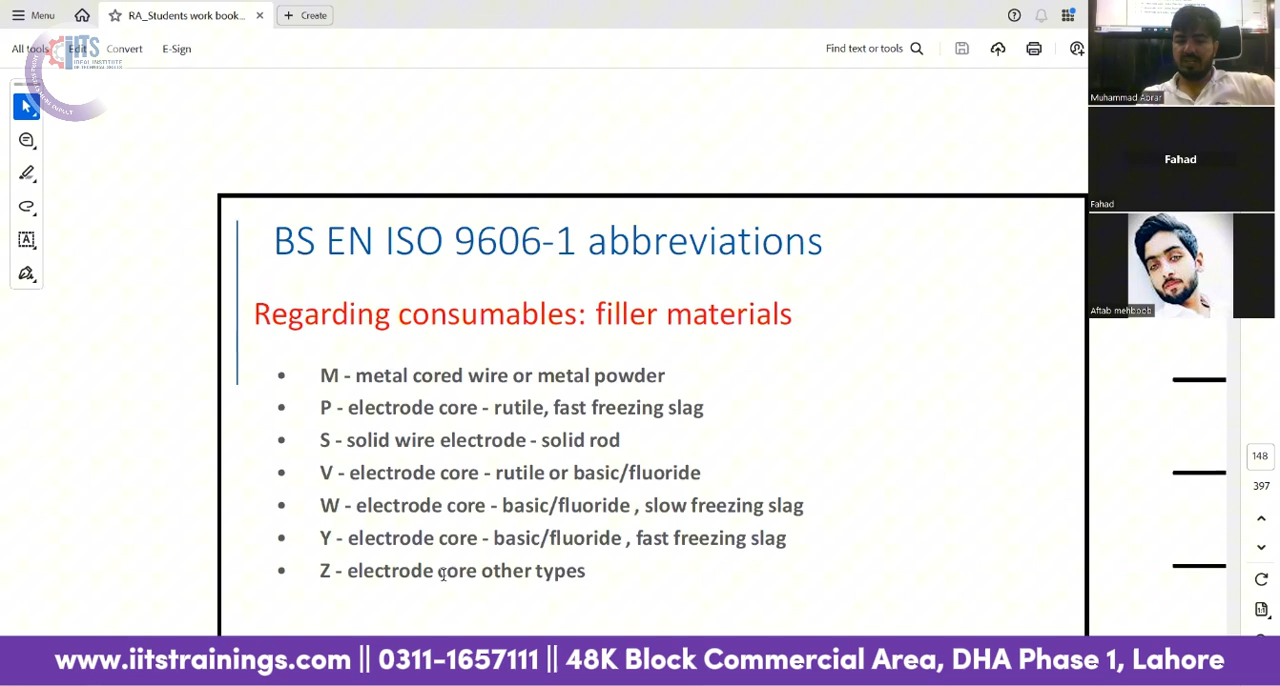 Menu
RA_Students work book...
Create
All tools Edit Convert E-Sign
Find text or tools
IITS
IDEAL INSTITUTE
BS EN ISO 9606-1 abbreviations
Regarding consumables: filler materials
• M - metal cored wire or metal powder
• P - electrode core - rutile, fast freezing slag
• S - solid wire electrode - solid rod
• V - electrode core - rutile or basic/fluoride
• W - electrode core - basic/fluoride , slow freezing slag
• Y - electrode core - basic/fluoride , fast freezing slag
• Z - electrode core other types
Muhammad Abrar
Fahad
Fahad
Aftab mehboob
148
397
www.iitstrainings.com || 0311-1657111 || 48K Block Commercial Area, DHA Phase 1, Lahore